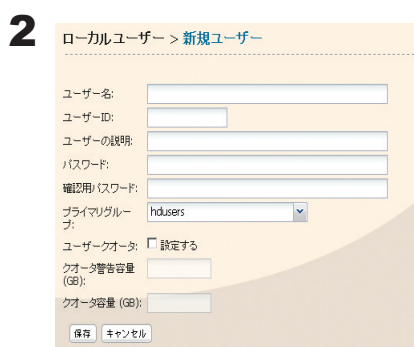 2
ローカルユーザー > 新規ユーザー
ユーザー名:
ユーザーID:
ユーザーの説明:
パスワード:
確認用パスワード:
プライマリグルー
プ:
hdusers
ユーザークオータ:
設定する
クオータ警告容量
(GB):
クオータ容量 (GB):
保存 キャンセル